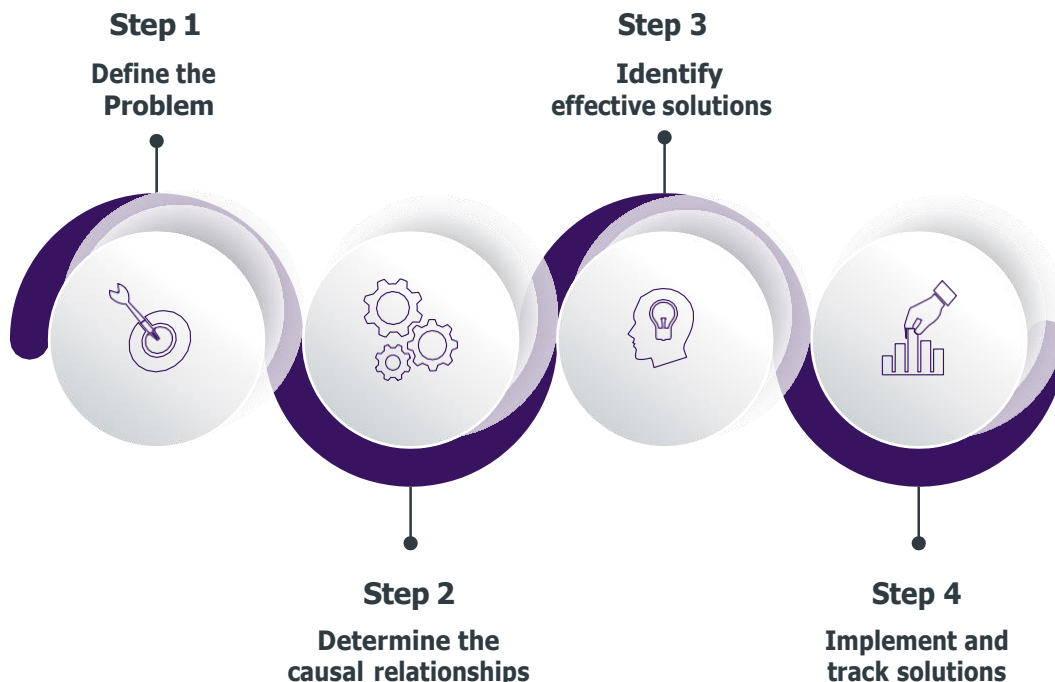 Step 1
Define the
Problem
Step 2
Determine the
causal relationships
Step 3
Identify
effective solutions
Step 4
Implement and
track solutions